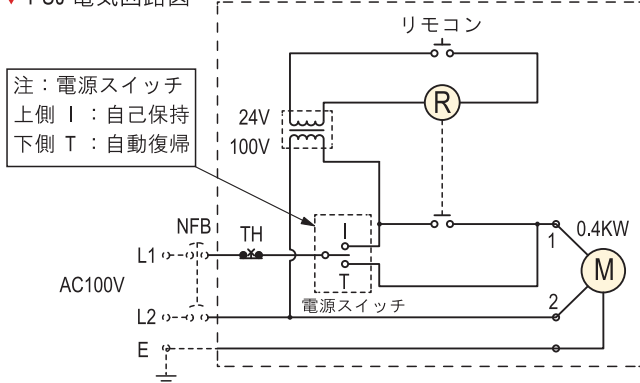 電気回路図
リモコン
注：電源スイッチ
上側 I ：自己保持
下側 T ：自動復帰
24V
100V
R
NFB
TH
I
T
電源スイッチ
L1
AC100V
L2
E
1
2
0.4KW
M